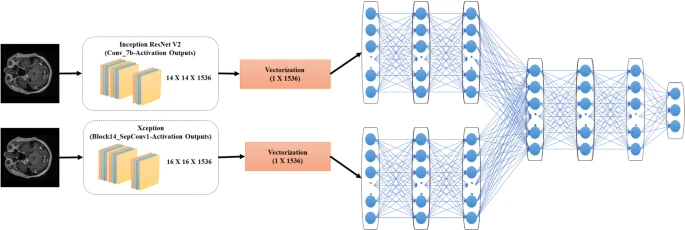 Inception ResNet V2
(Conv_7b-Activation Outputs)
14 X 14 X 1536
Vectorization
(1 X 1536)
Xception
(Block14_SepConv1-Activation Outputs)
16 X 16 X 1536
Vectorization
(1 X 1536)